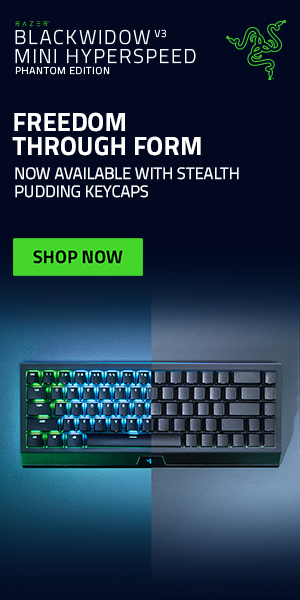 RAZER
BLACKWIDOW V3
MINI HYPERSPEED
PHANTOM EDITION
FREEDOM
THROUGH FORM
NOW AVAILABLE WITH STEALTH
PUDDING KEYCAPS
SHOP NOW